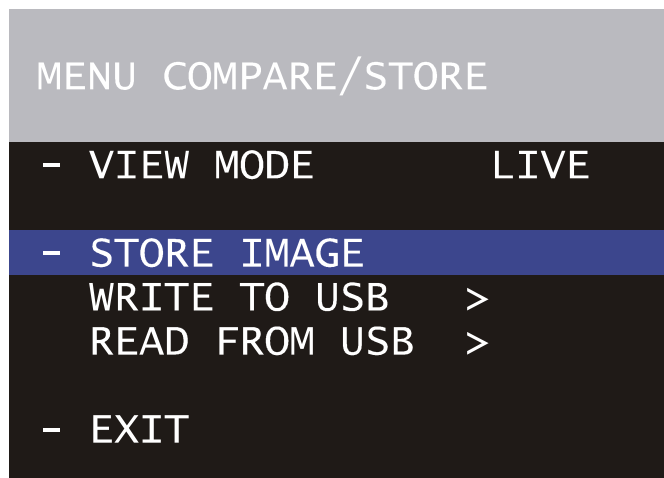 MENU COMPARE/STORE
- VIEW MODE LIVE
- STORE IMAGE
WRITE TO USB >
READ FROM USB >
- EXIT